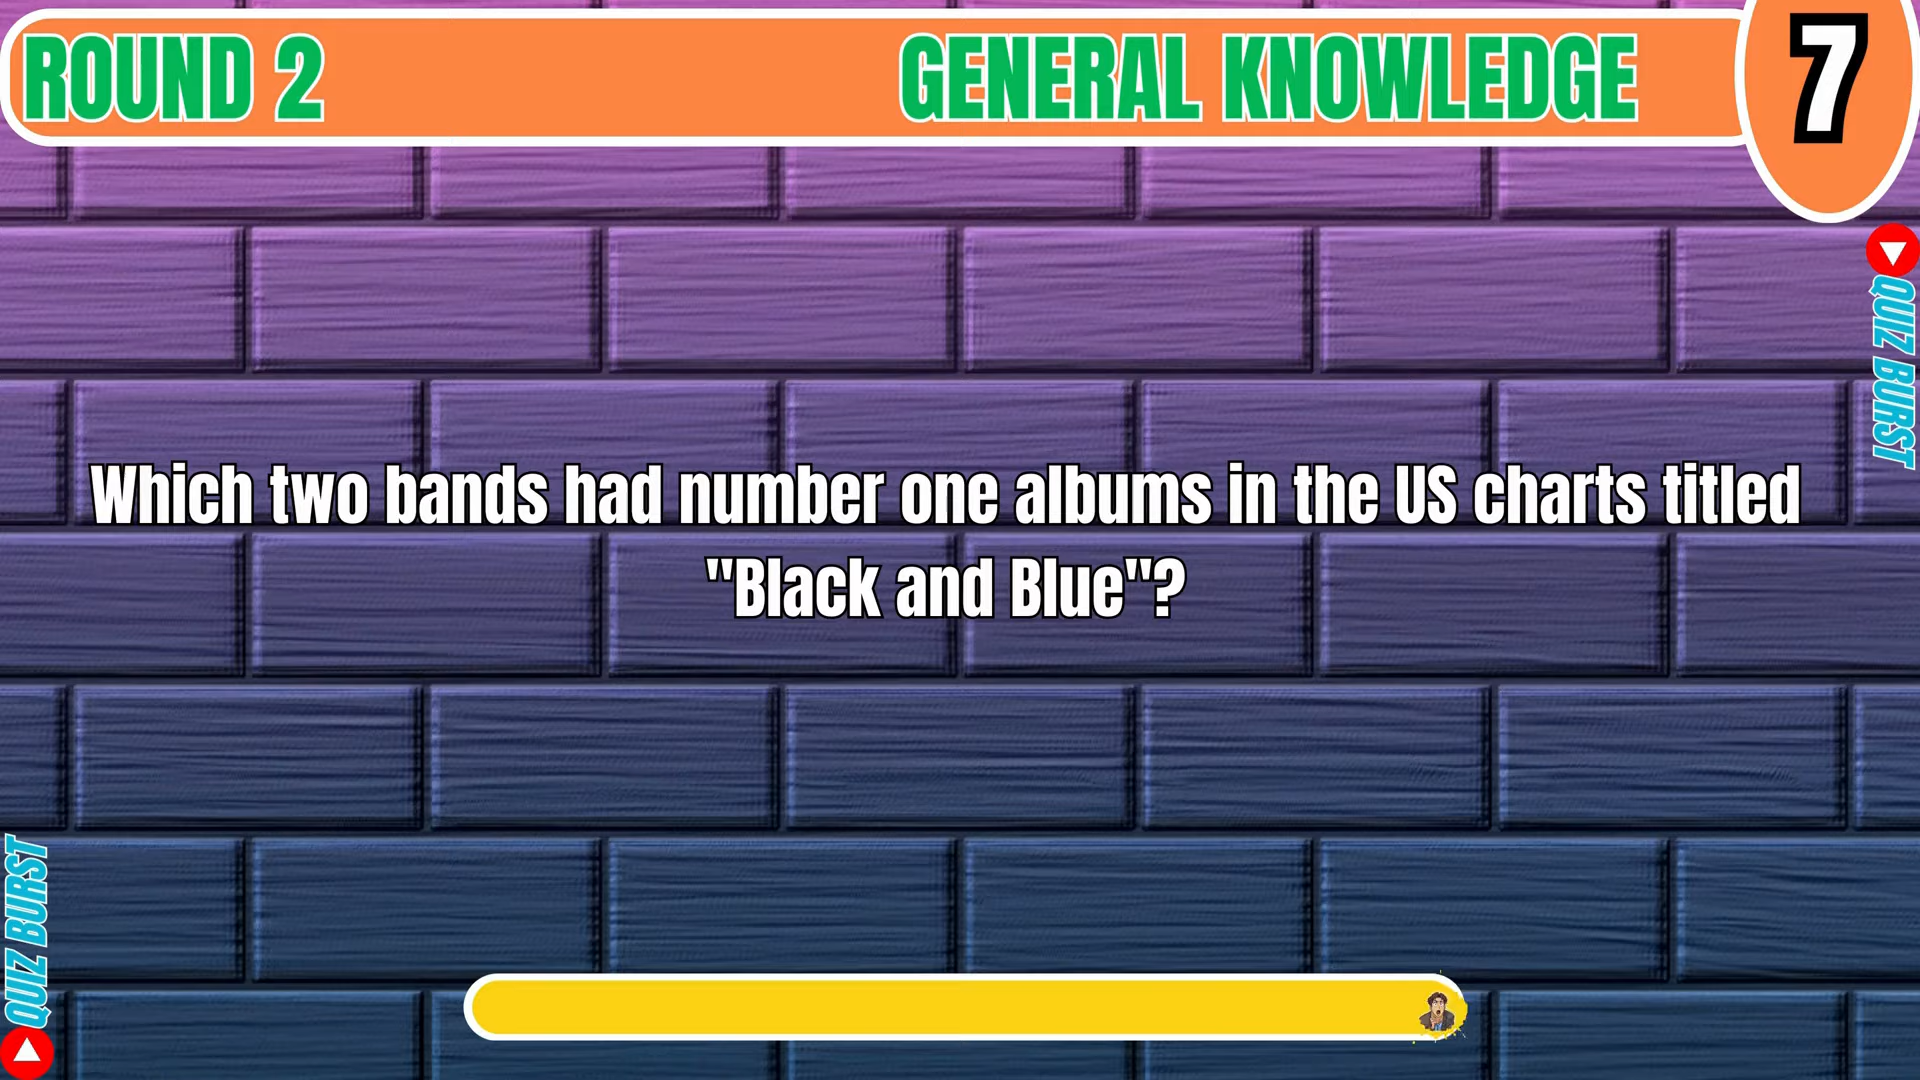 ROUND 2
GENERAL KNOWLEDGE
7
QUIZ BURST
Which two bands had number one albums in the US charts titled
"Black and Blue"?
QUIZ BURST